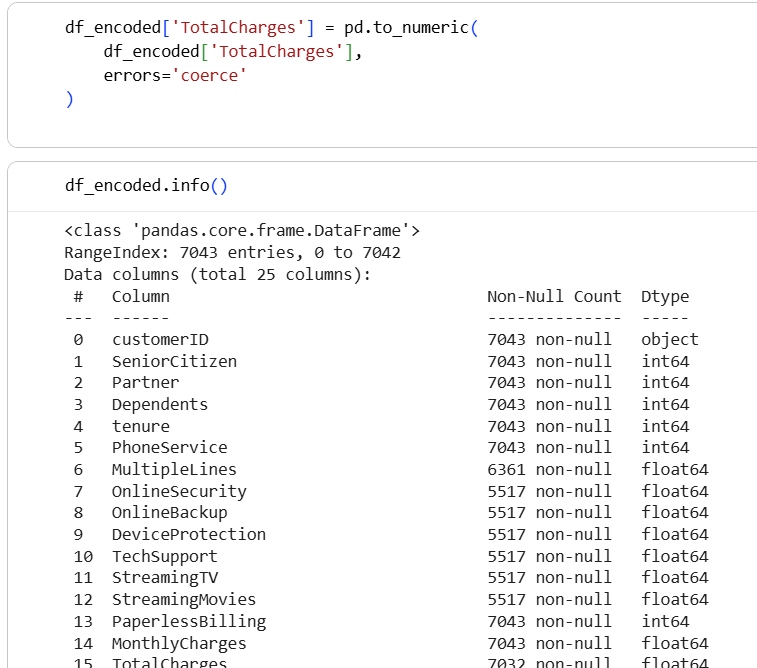 df_encoded['TotalCharges'] = pd.to_numeric(
    df_encoded['TotalCharges'],
    errors='coerce'
)
df_encoded.info()
<class 'pandas.core.frame.DataFrame'>
RangeIndex: 7043 entries, 0 to 7042
Data columns (total 25 columns):
 #   Column                                 Non-Null Count  Dtype
---  ------                                 --------------  -----
 0   customerID                             7043 non-null   object
 1   SeniorCitizen                          7043 non-null   int64
 2   Partner                                7043 non-null   int64
 3   Dependents                             7043 non-null   int64
 4   tenure                                 7043 non-null   int64
 5   PhoneService                           7043 non-null   int64
 6   MultipleLines                          6361 non-null   float64
 7   OnlineSecurity                         5517 non-null   float64
 8   OnlineBackup                           5517 non-null   float64
 9   DeviceProtection                       5517 non-null   float64
 10  TechSupport                            5517 non-null   float64
 11  StreamingTV                            5517 non-null   float64
 12  StreamingMovies                        5517 non-null   float64
 13  PaperlessBilling                       7043 non-null   int64
 14  MonthlyCharges                         7043 non-null   float64
 15  TotalCharges                           7032 non-null   float64